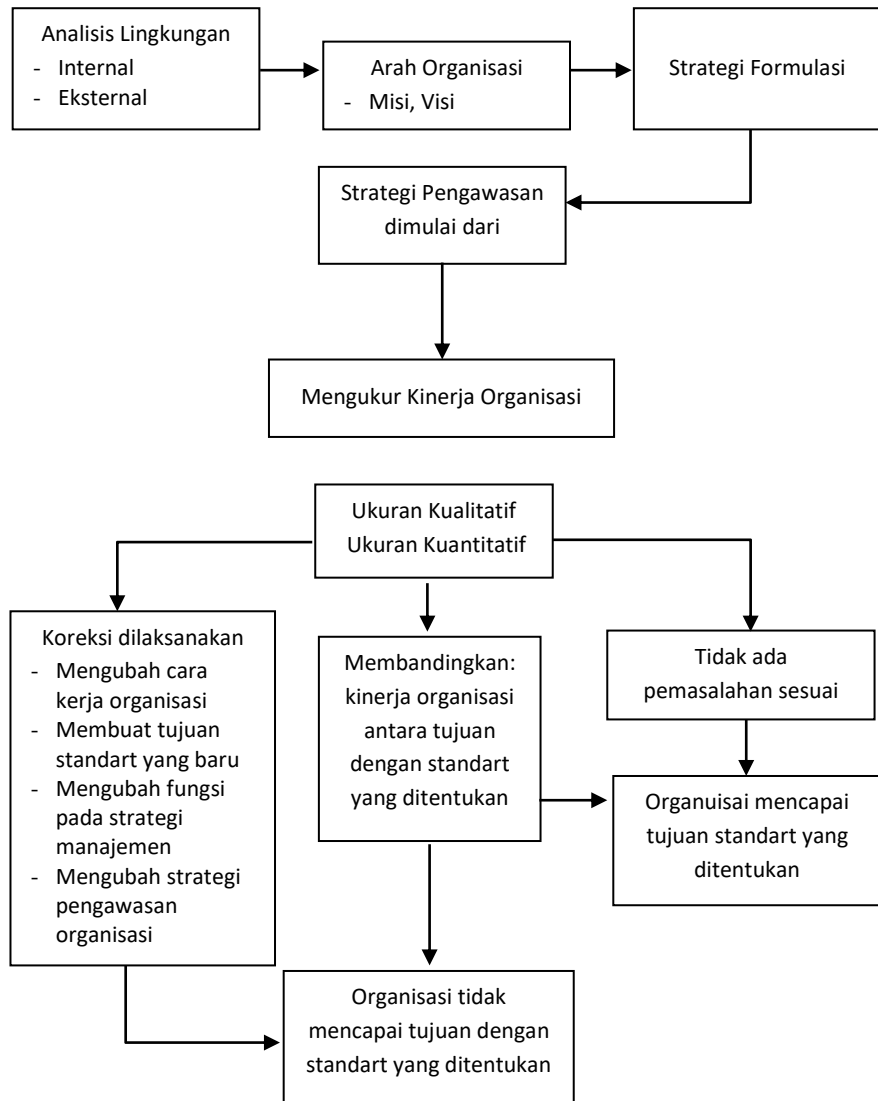 Analisis Lingkungan
- Internal
- Eksternal
Arah Organisasi
- Misi, Visi
Strategi Formulasi
Strategi Pengawasan
dimulai dari
Mengukur Kinerja Organisasi
Ukuran Kualitatif
Ukuran Kuantitatif
Koreksi dilaksanakan
- Mengubah cara
kerja organisasi
- Membuat tujuan
standart yang baru
- Mengubah fungsi
pada strategi
manajemen
- Mengubah strategi
pengawasan
organisasi
Membandingkan:
kinerja organisasi
antara tujuan
dengan standart
yang ditentukan
Tidak ada
pemasalahan sesuai
Organuisai mencapai
tujuan standart yang
ditentukan
Organisasi tidak
mencapai tujuan dengan
standart yang ditentukan